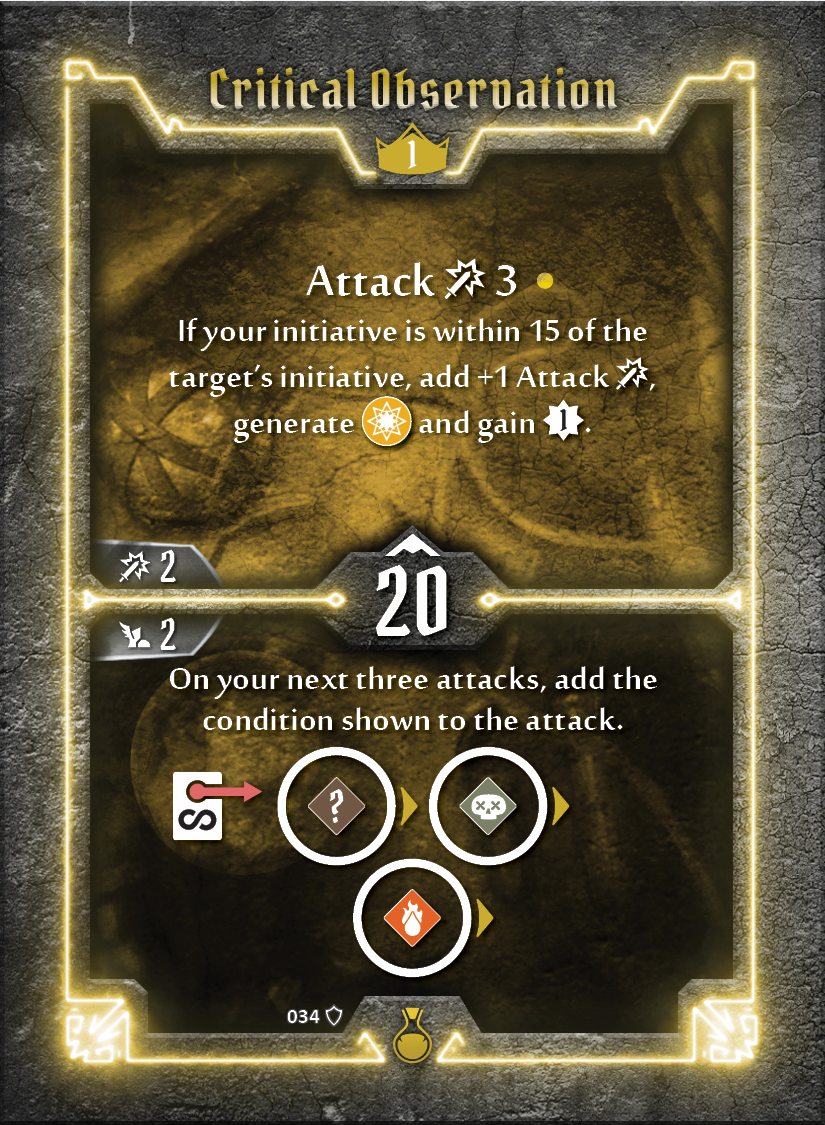 Critical Observation
1
Attack 3
If your initiative is within 15 of the
target's initiative, add +1 Attack ,
generate and gain 1.
2
20
2
On your next three attacks, add the
condition shown to the attack.
?
034